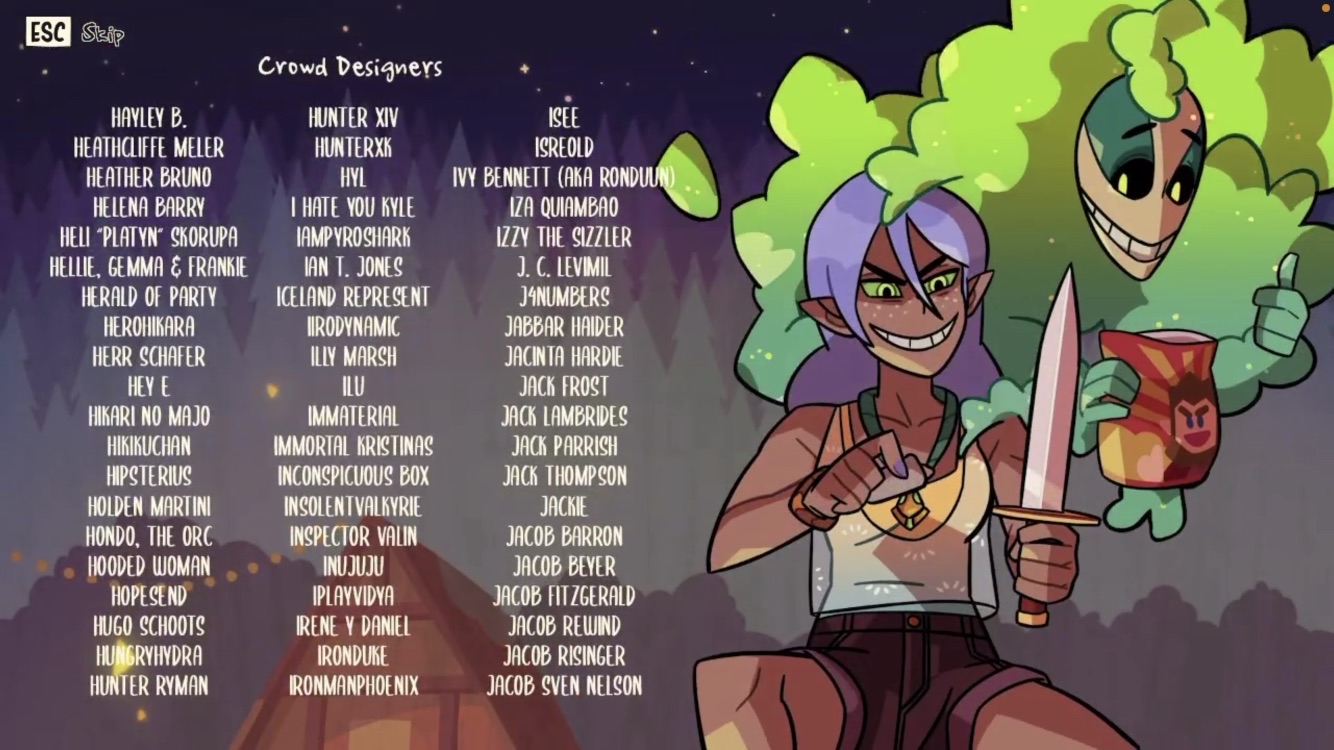 ESC Skip
Crowd Designers
HAYLEY B.
HEATHCLIFFE MELER
HEATHER BRUNO
HELENA BARRY
HELI "PLATYN" SKORUPA
HELLIE, GEMMA & FRANKIE
HERALD OF PARTY
HEROHIKARA
HERR SCHAFER
HEY E
HIKARI NO MAJO
HIKIKUCHAN
HIPSTERIUS
HOLDEN MARTINI
HONDO, THE ORC
HOODED WOMAN
HOPESEND
HUGO SCHOOTS
HUNGRYHYDRA
HUNTER RYMAN
HUNTER XIV
HUNTERXK
HYL
I HATE YOU KYLE
IAMPYROSHARK
IAN T. JONES
ICELAND REPRESENT
IIRODYNAMIC
ILLY MARSH
ILU
IMMATERIAL
IMMORTAL KRISTINAS
INCONSPICUOUS BOX
INSOLENTVALKYRIE
INSPECTOR VALIN
INUJUJU
IPLAYVIDYA
IRENE Y DANIEL
IRONDUKE
IRONMANPHOENIX
ISEE
ISREOLD
IVY BENNETT (AKA RONDUUN)
IZA QUIAMBAO
IZZY THE SIZZLER
J. C. LEVIMIL
J4NUMBERS
JABBAR HAIDER
JACINTA HARDIE
JACK FROST
JACK LAMBRIDES
JACK PARRISH
JACK THOMPSON
JACKIE
JACOB BARRON
JACOB BEYER
JACOB FITZGERALD
JACOB REWIND
JACOB RISINGER
JACOB SVEN NELSON